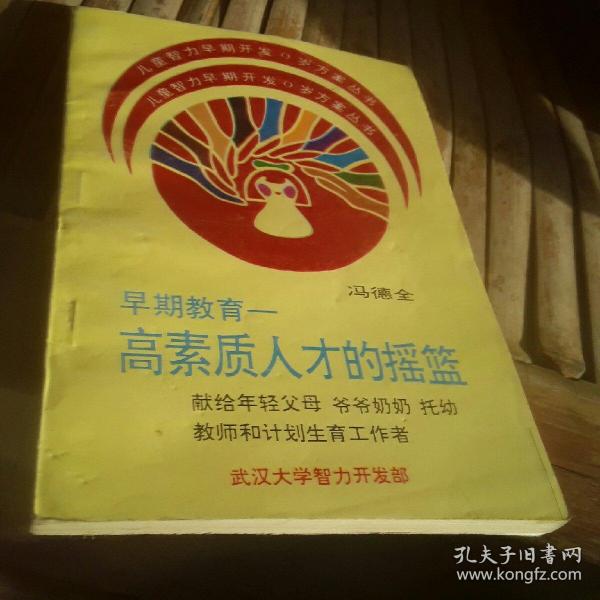 儿童智力早期开发0岁方案丛书
儿童智力早期开发0岁方案丛书
冯德全
早期教育—
高素质人才的摇篮
献给年轻父母 爷爷奶奶 托幼
教师和计划生育工作者
武汉大学智力开发部
孔夫子旧书网
www.kongfz.com